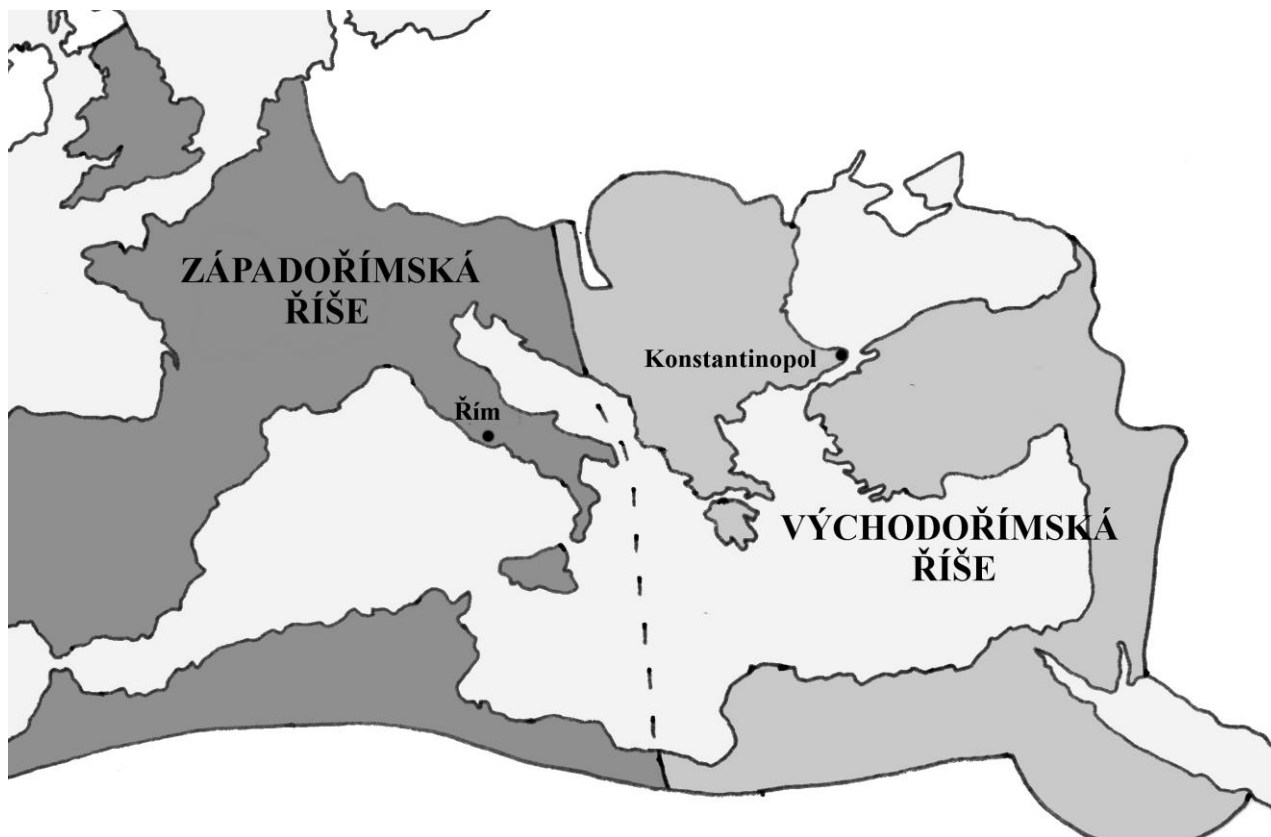 ZÁPADOŘÍMSKÁ
ŘÍŠE
Konstantinopol
Řím
VÝCHODOŘÍMSKÁ
ŘÍŠE